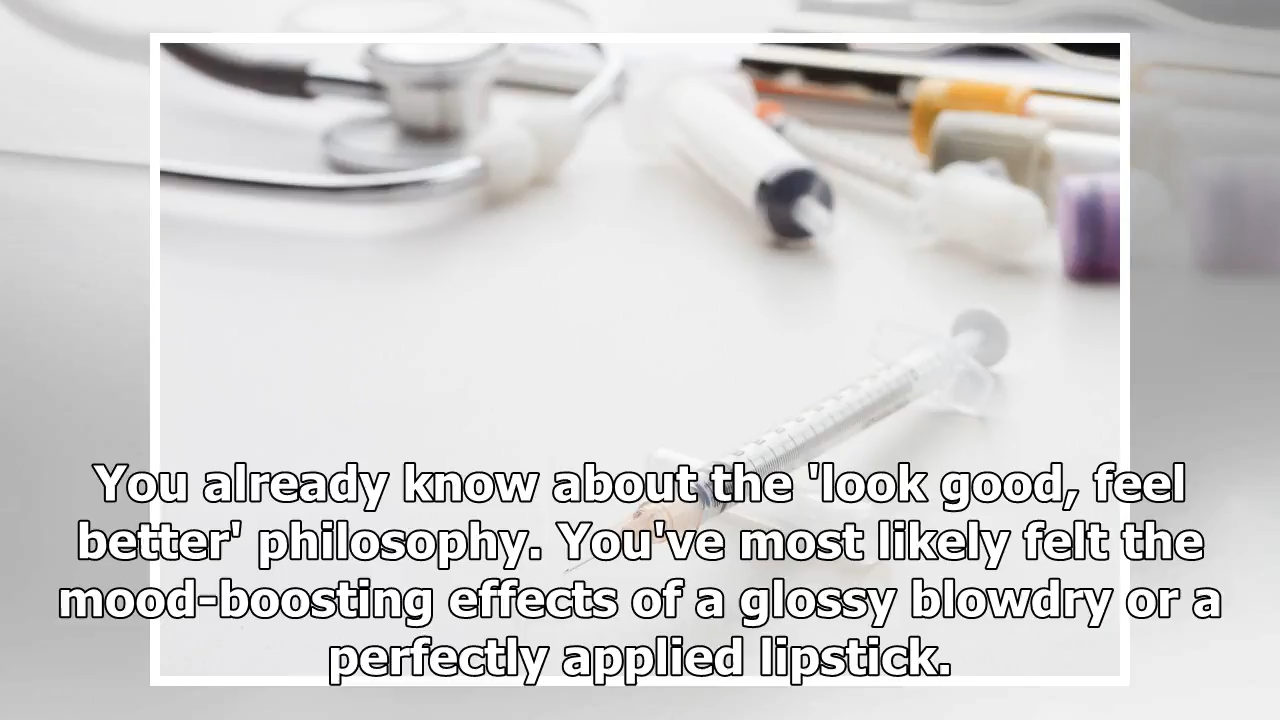 You already know about the 'look good, feel
better' philosophy. You've most likely felt the
mood-boosting effects of a glossy blowdry or a
perfectly applied lipstick.